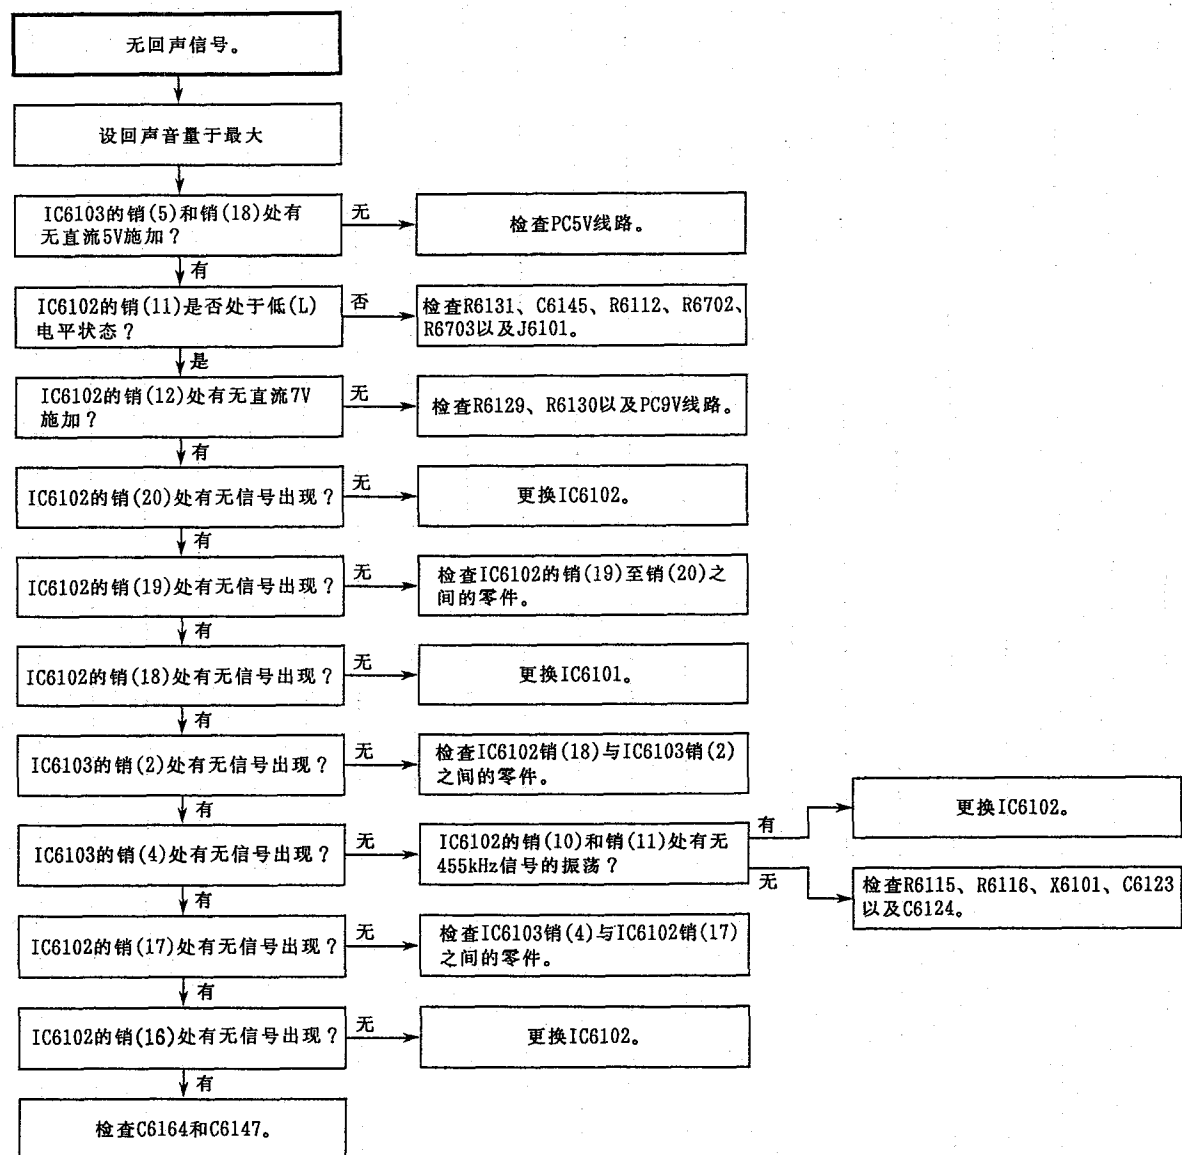 无回声信号。
设回声音量于最大
IC6103的销(5)和销(18)处有
无直流5V施加？
无
检查PC5V线路。
有
IC6102的销(11)是否处于低(L)
电平状态？
否
检查R6131、C6145、R6112、R6702、
R6703以及J6101。
是
IC6102的销(12)处有无直流7V
施加？
无
检查R6129、R6130以及PC9V线路。
有
IC6102的销(20)处有无信号出现？
无
更换IC6102。
有
IC6102的销(19)处有无信号出现？
无
检查IC6102的销(19)至销(20)之
间的零件。
有
IC6102的销(18)处有无信号出现？
无
更换IC6101。
有
IC6103的销(2)处有无信号出现？
无
检查IC6102销(18)与IC6103销(2)
之间的零件。
有
IC6103的销(4)处有无信号出现？
无
IC6102的销(10)和销(11)处有无
455kHz信号的振荡？
有
更换IC6102。
无
检查R6115、R6116、X6101、C6123
以及C6124。
有
IC6102的销(17)处有无信号出现？
无
检查IC6103销(4)与IC6102销(17)
之间的零件。
有
IC6102的销(16)处有无信号出现？
无
更换IC6102。
有
检查C6164和C6147。